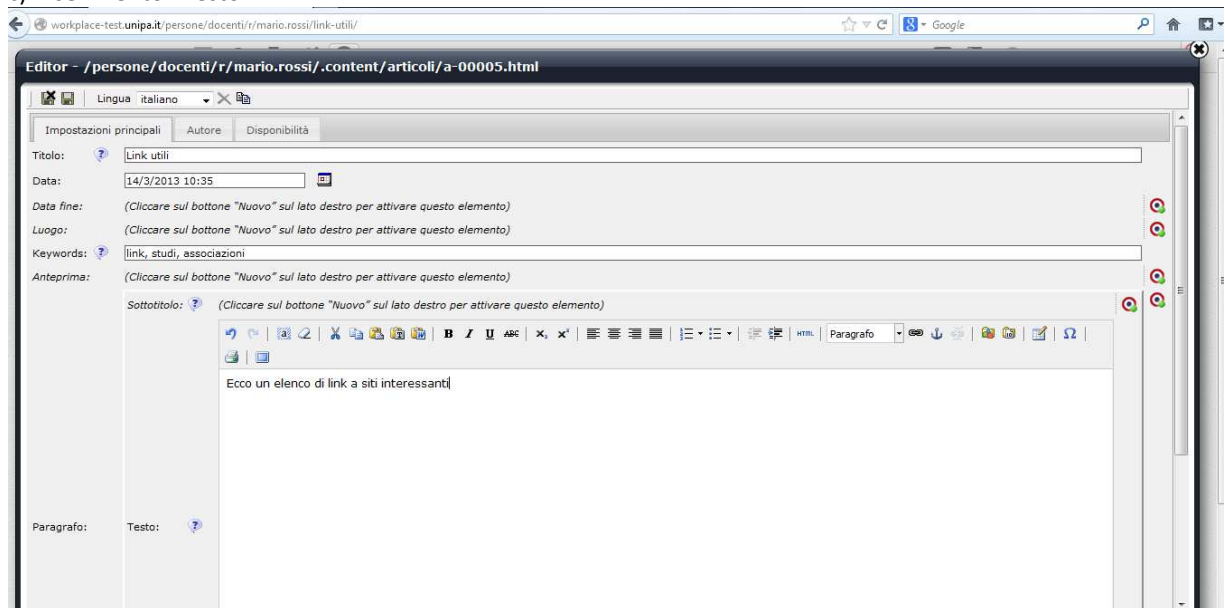 workplace-test.unipa.it/persone/docenti/r/mario.rossi/link-utili/
Google
Editor - /persone/docenti/r/mario.rossi/.content/articoli/a-00005.html
Lingua italiano
Impostazioni principali Autore Disponibilità
Titolo: Link utili
Data: 14/3/2013 10:35
Data fine: (Cliccare sul bottone "Nuovo" sul lato destro per attivare questo elemento)
Luogo: (Cliccare sul bottone "Nuovo" sul lato destro per attivare questo elemento)
Keywords: link, studi, associazioni
Anteprima: (Cliccare sul bottone "Nuovo" sul lato destro per attivare questo elemento)
Sottotitolo: (Cliccare sul bottone "Nuovo" sul lato destro per attivare questo elemento)
B I U ABC x, x² HTML Paragrafo Ω
Ecco un elenco di link a siti interessanti
Paragrafo: Testo: